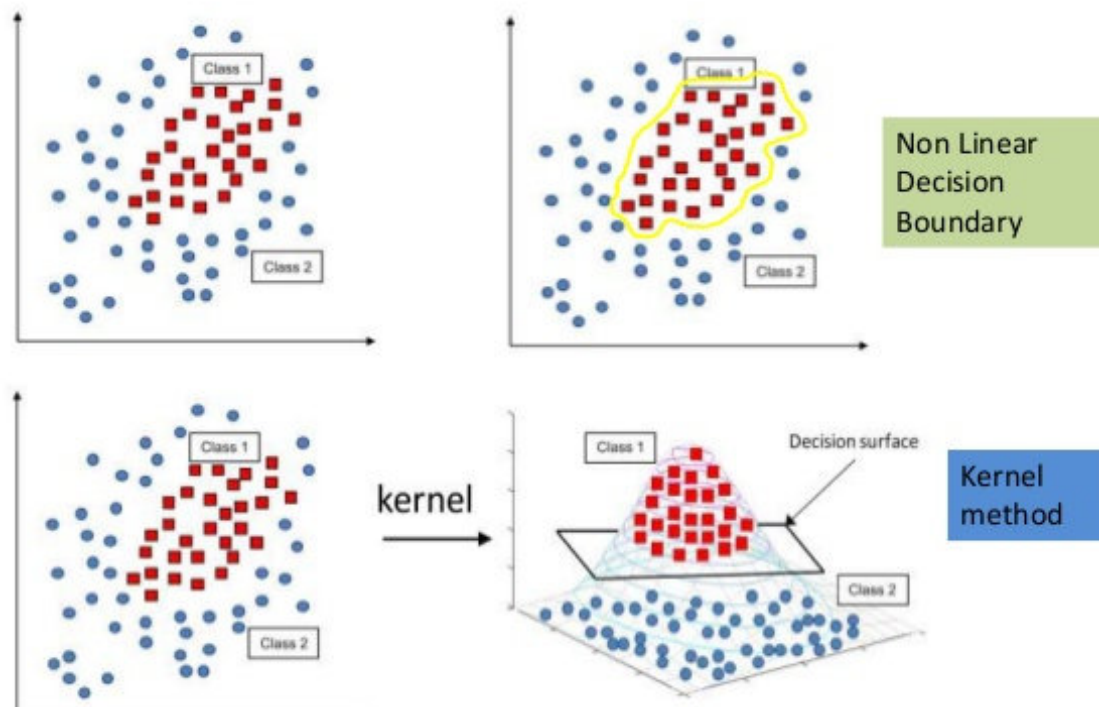 Class 1
Class 2
Class 1
Class 2
Non Linear
Decision
Boundary
Class 1
Class 2
kernel
Class 1
Decision surface
Class 2
Kernel
method